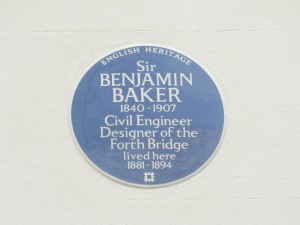 ENGLISH HERITAGE
Sir
BENJAMIN
BAKER
1840-1907
Civil Engineer
Designer of the
Forth Bridge
lived here
1881-1894